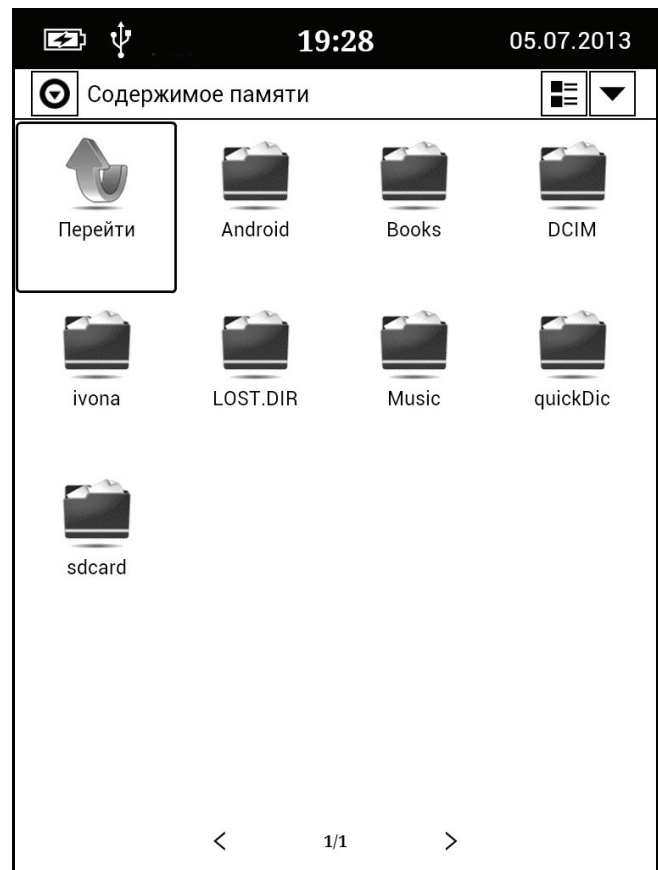 19:28 05.07.2013
Содержимое памяти
Перейти Android Books DCIM
ivona LOST.DIR Music quickDic
sdcard
< 1/1 >